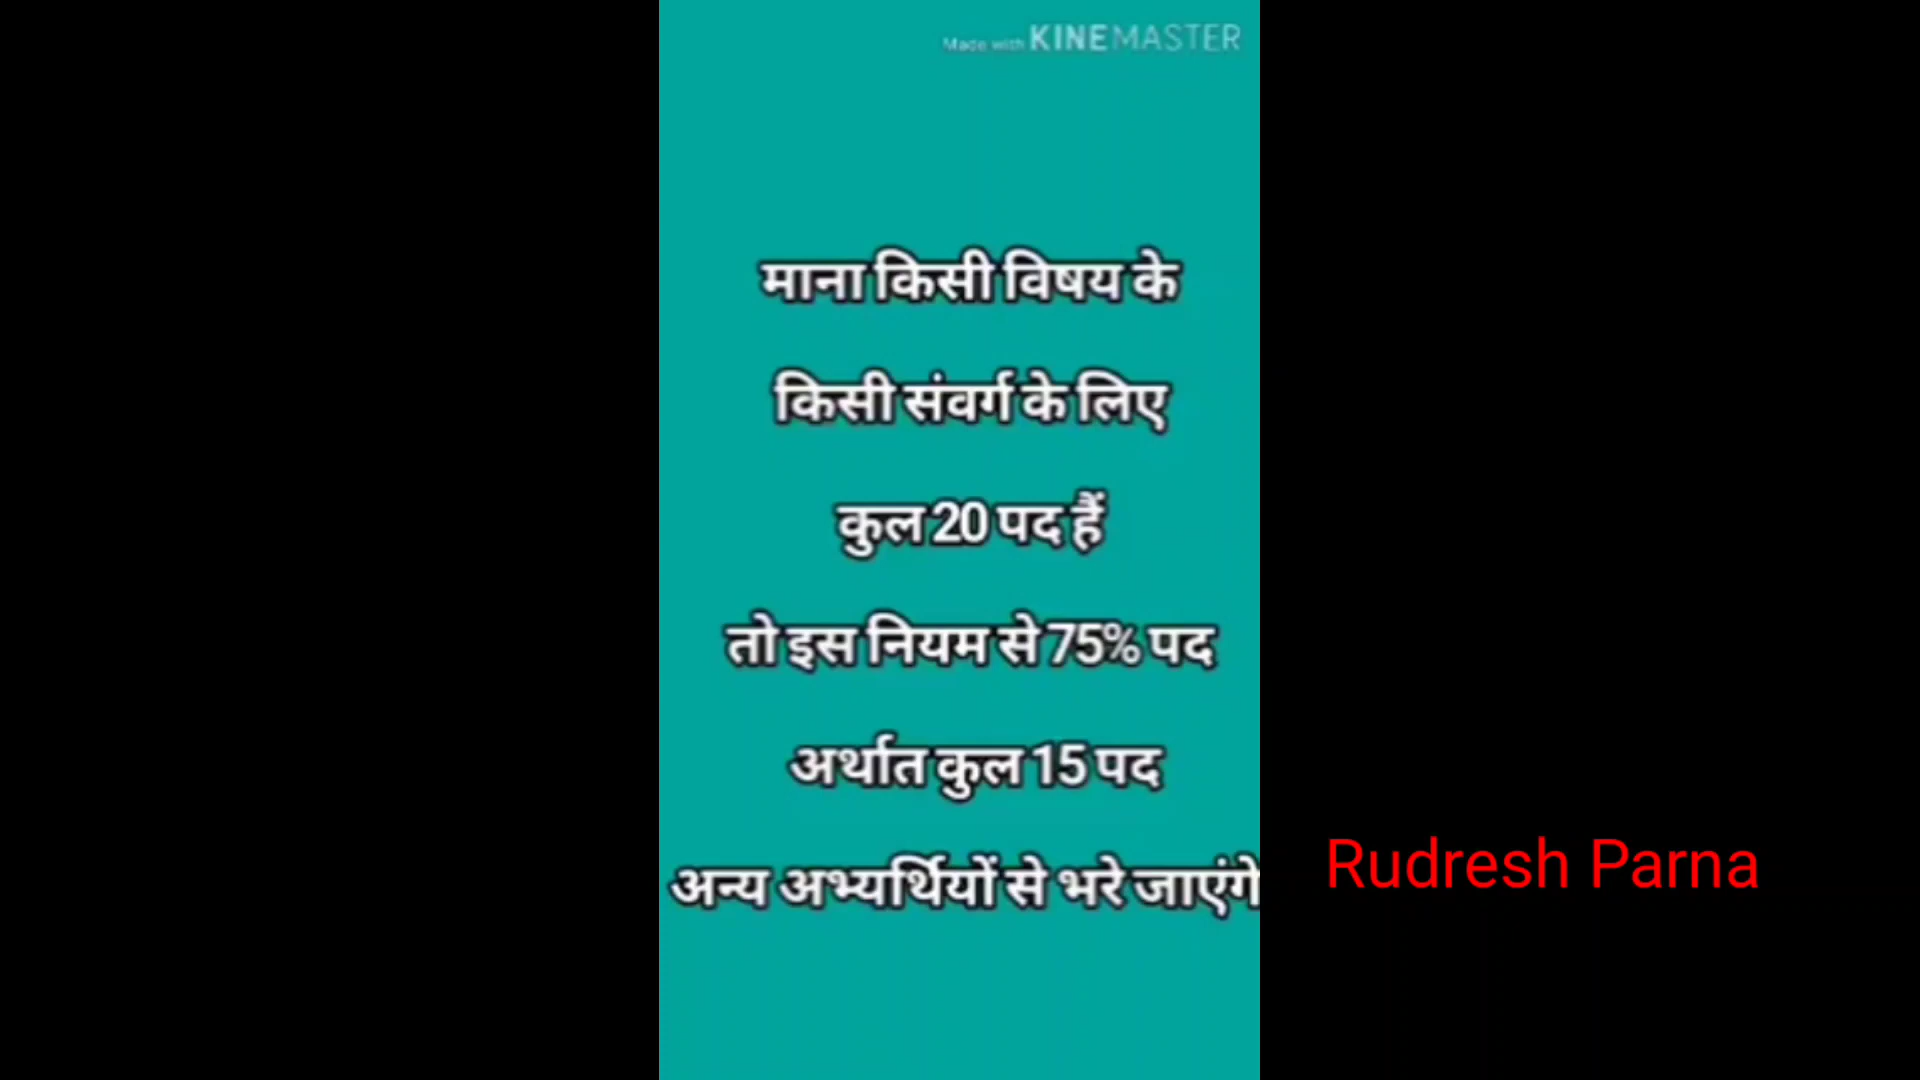 Made with KINEMASTER
माना किसी विषय के
किसी संवर्ग के लिए
कुल 20 पद हैं
तो इस नियम से 75% पद
अर्थात कुल 15 पद
अन्य अभ्यर्थियों से भरे जाएंगे
Rudresh Parna